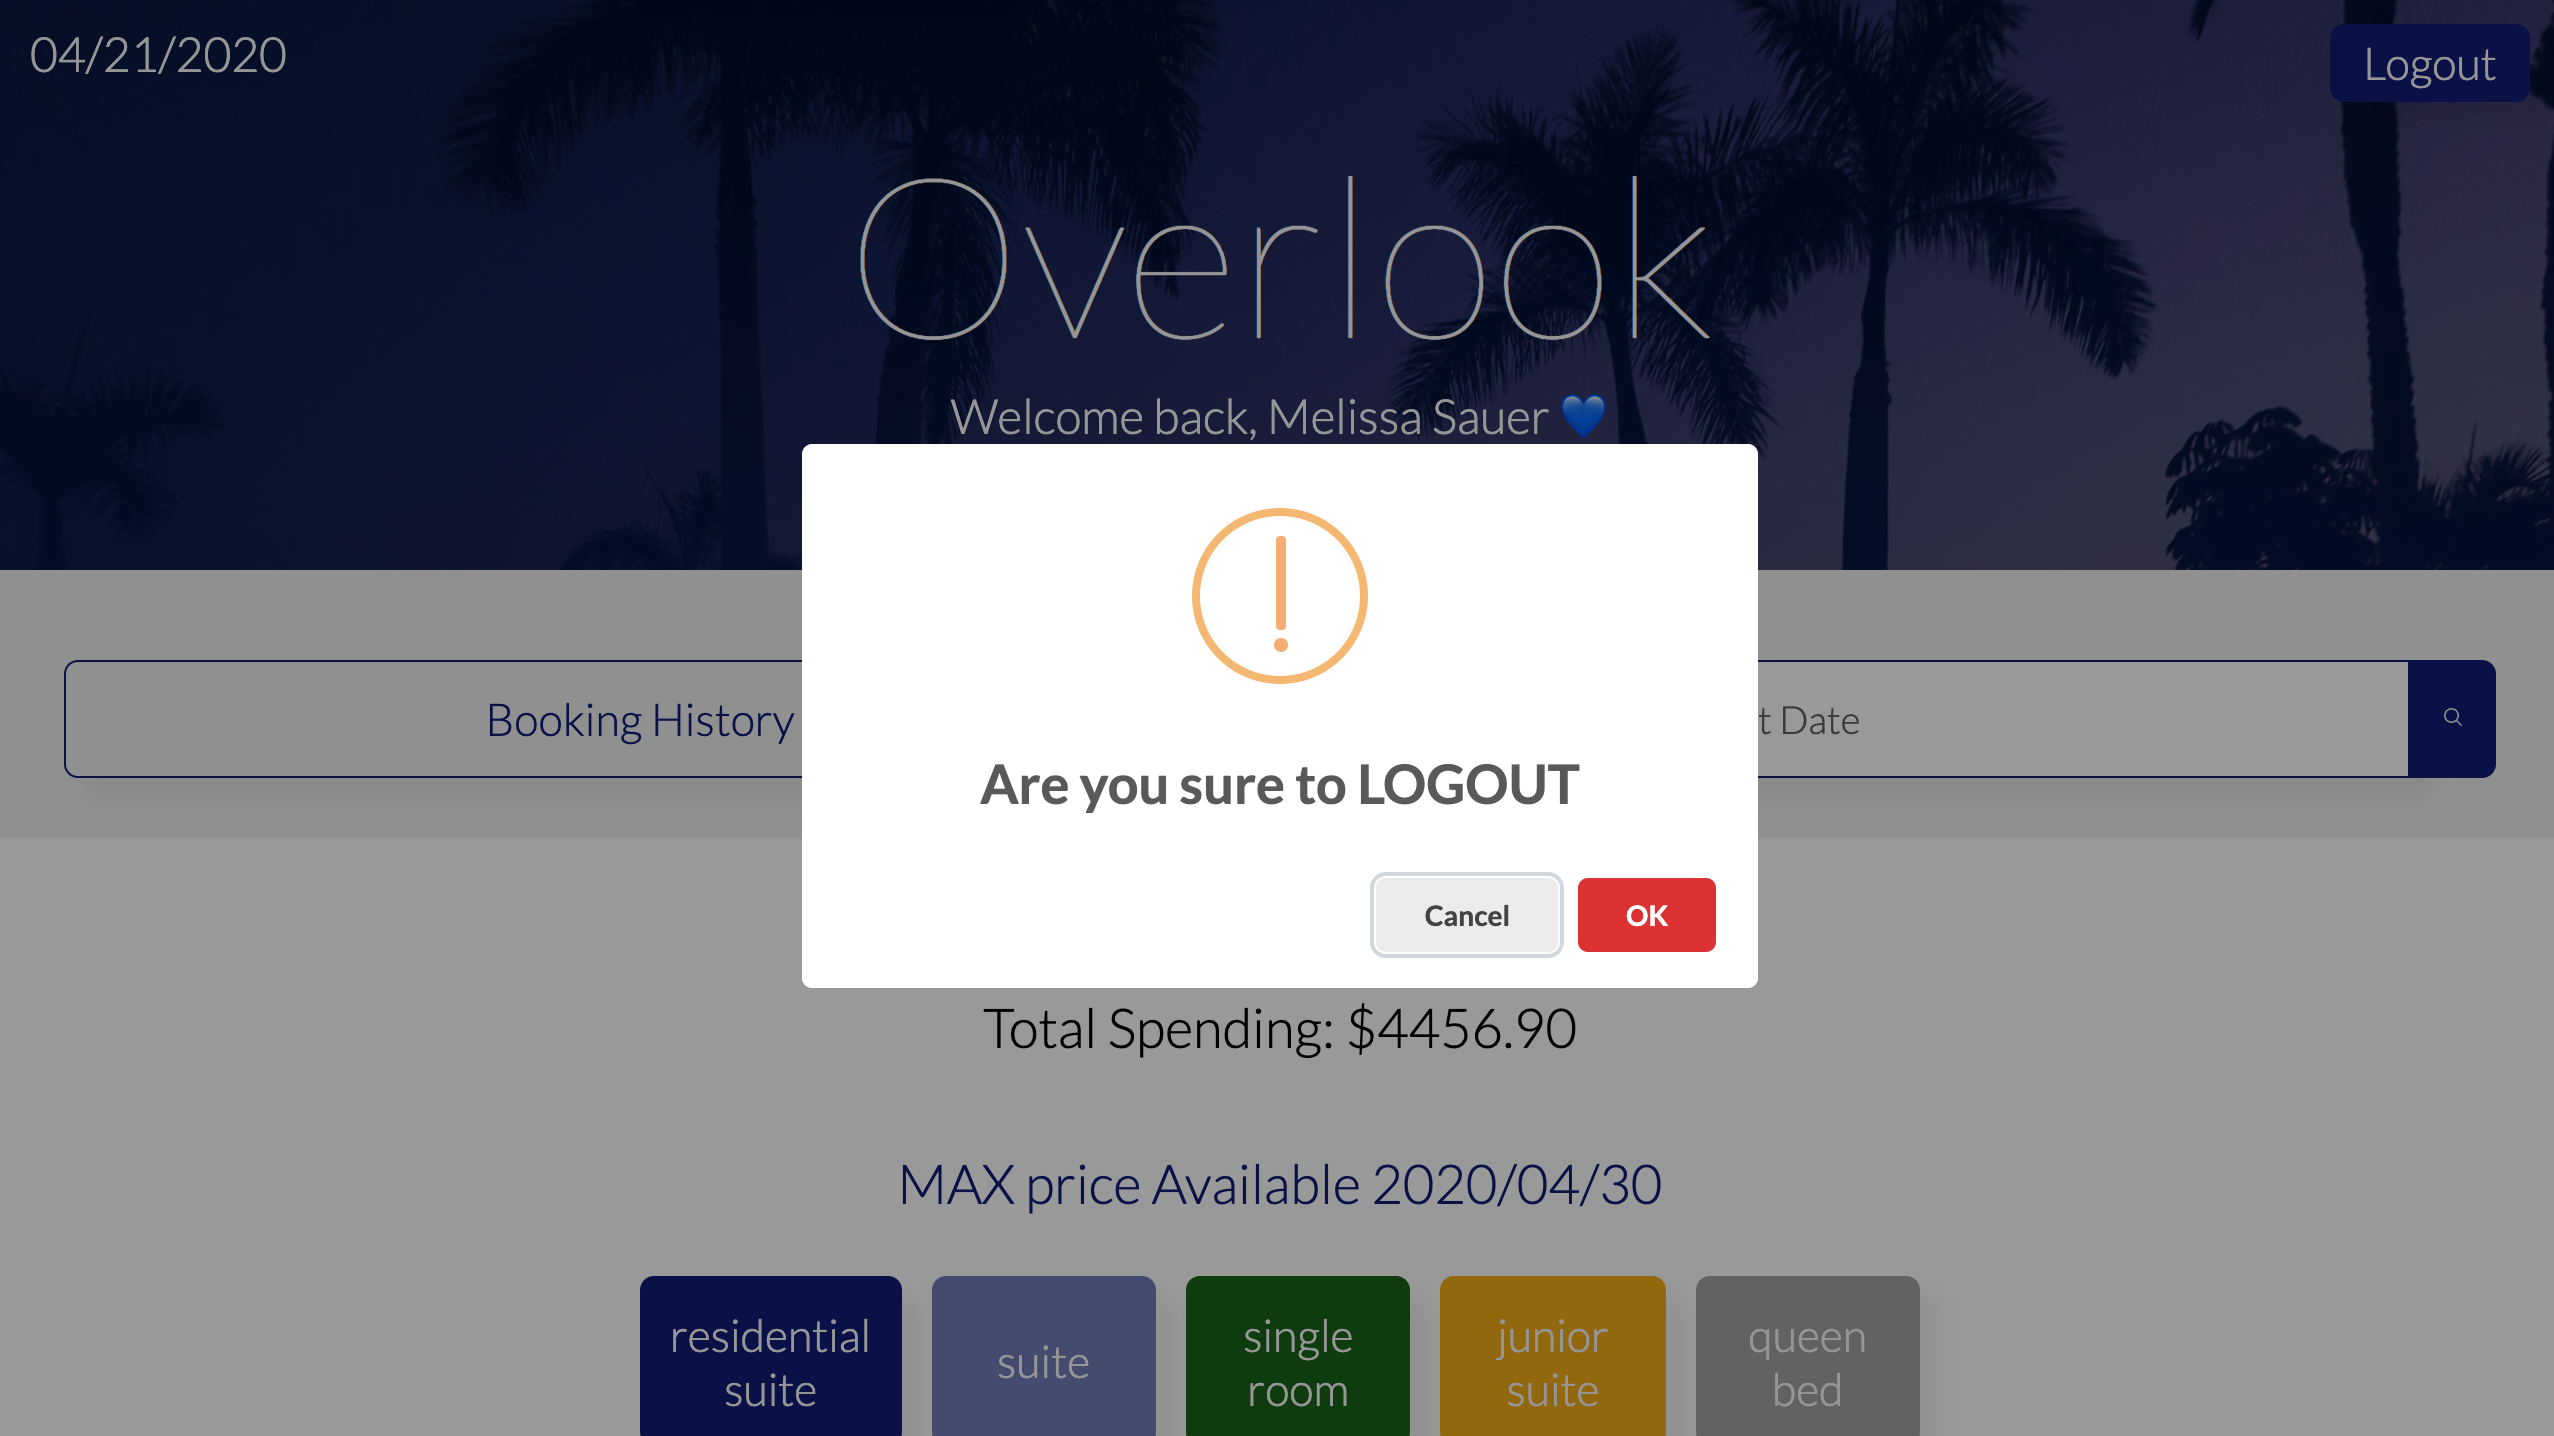 04/21/2020
Logout
Overlook
Welcome back, Melissa Sauer 💙
Booking History
t Date
Are you sure to LOGOUT
Cancel
OK
Total Spending: $4456.90
MAX price Available 2020/04/30
residential
suite
suite
single
room
junior
suite
queen
bed